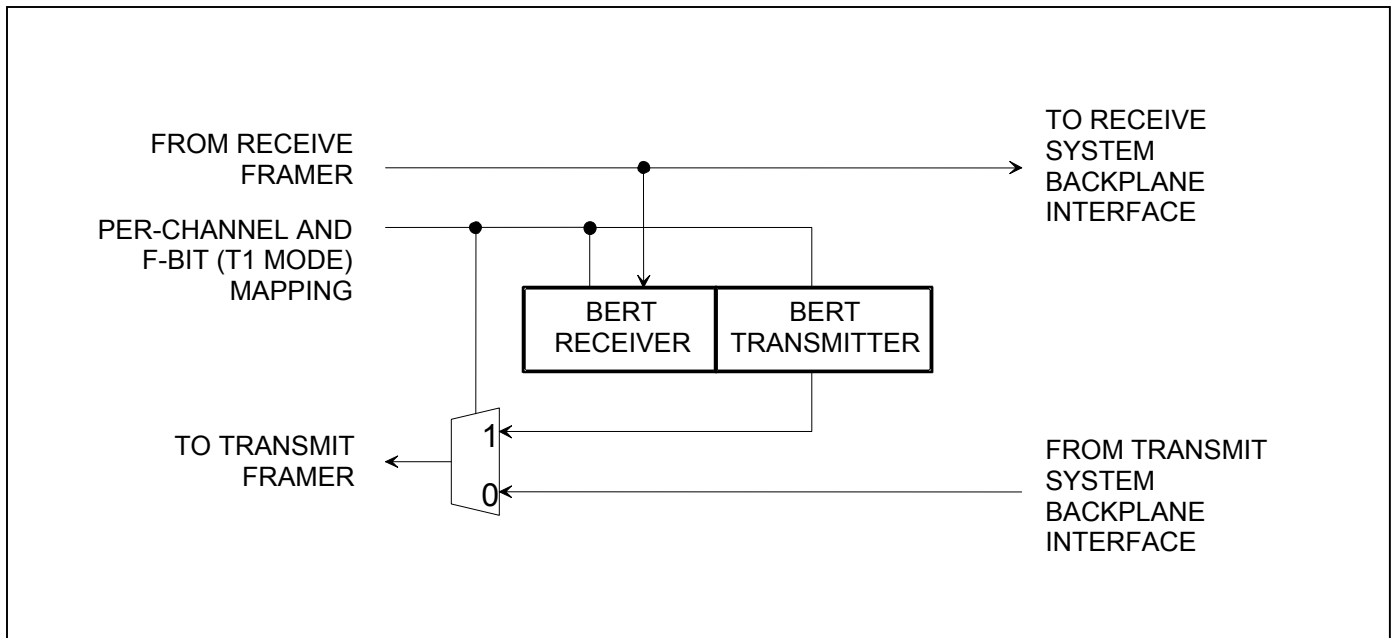 FROM RECEIVE
FRAMER
TO RECEIVE
SYSTEM
BACKPLANE
INTERFACE
PER-CHANNEL AND
F-BIT (T1 MODE)
MAPPING
BERT
RECEIVER
BERT
TRANSMITTER
1
0
TO TRANSMIT
FRAMER
FROM TRANSMIT
SYSTEM
BACKPLANE
INTERFACE